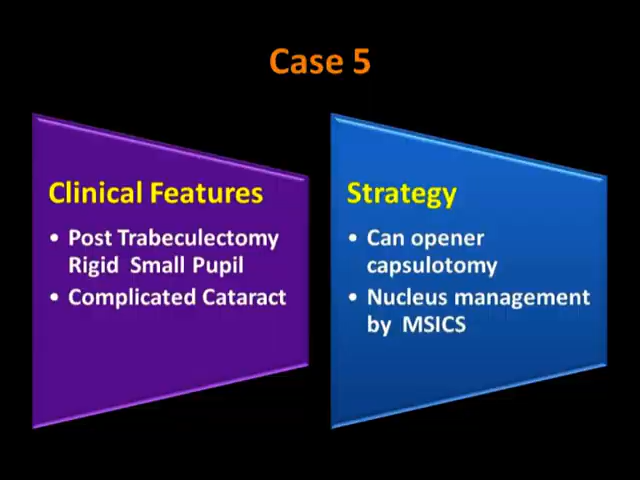 Case 5
Clinical Features
• Post Trabeculectomy
Rigid Small Pupil
• Complicated Cataract
Strategy
• Can opener
capsulotomy
• Nucleus management
by MSICS